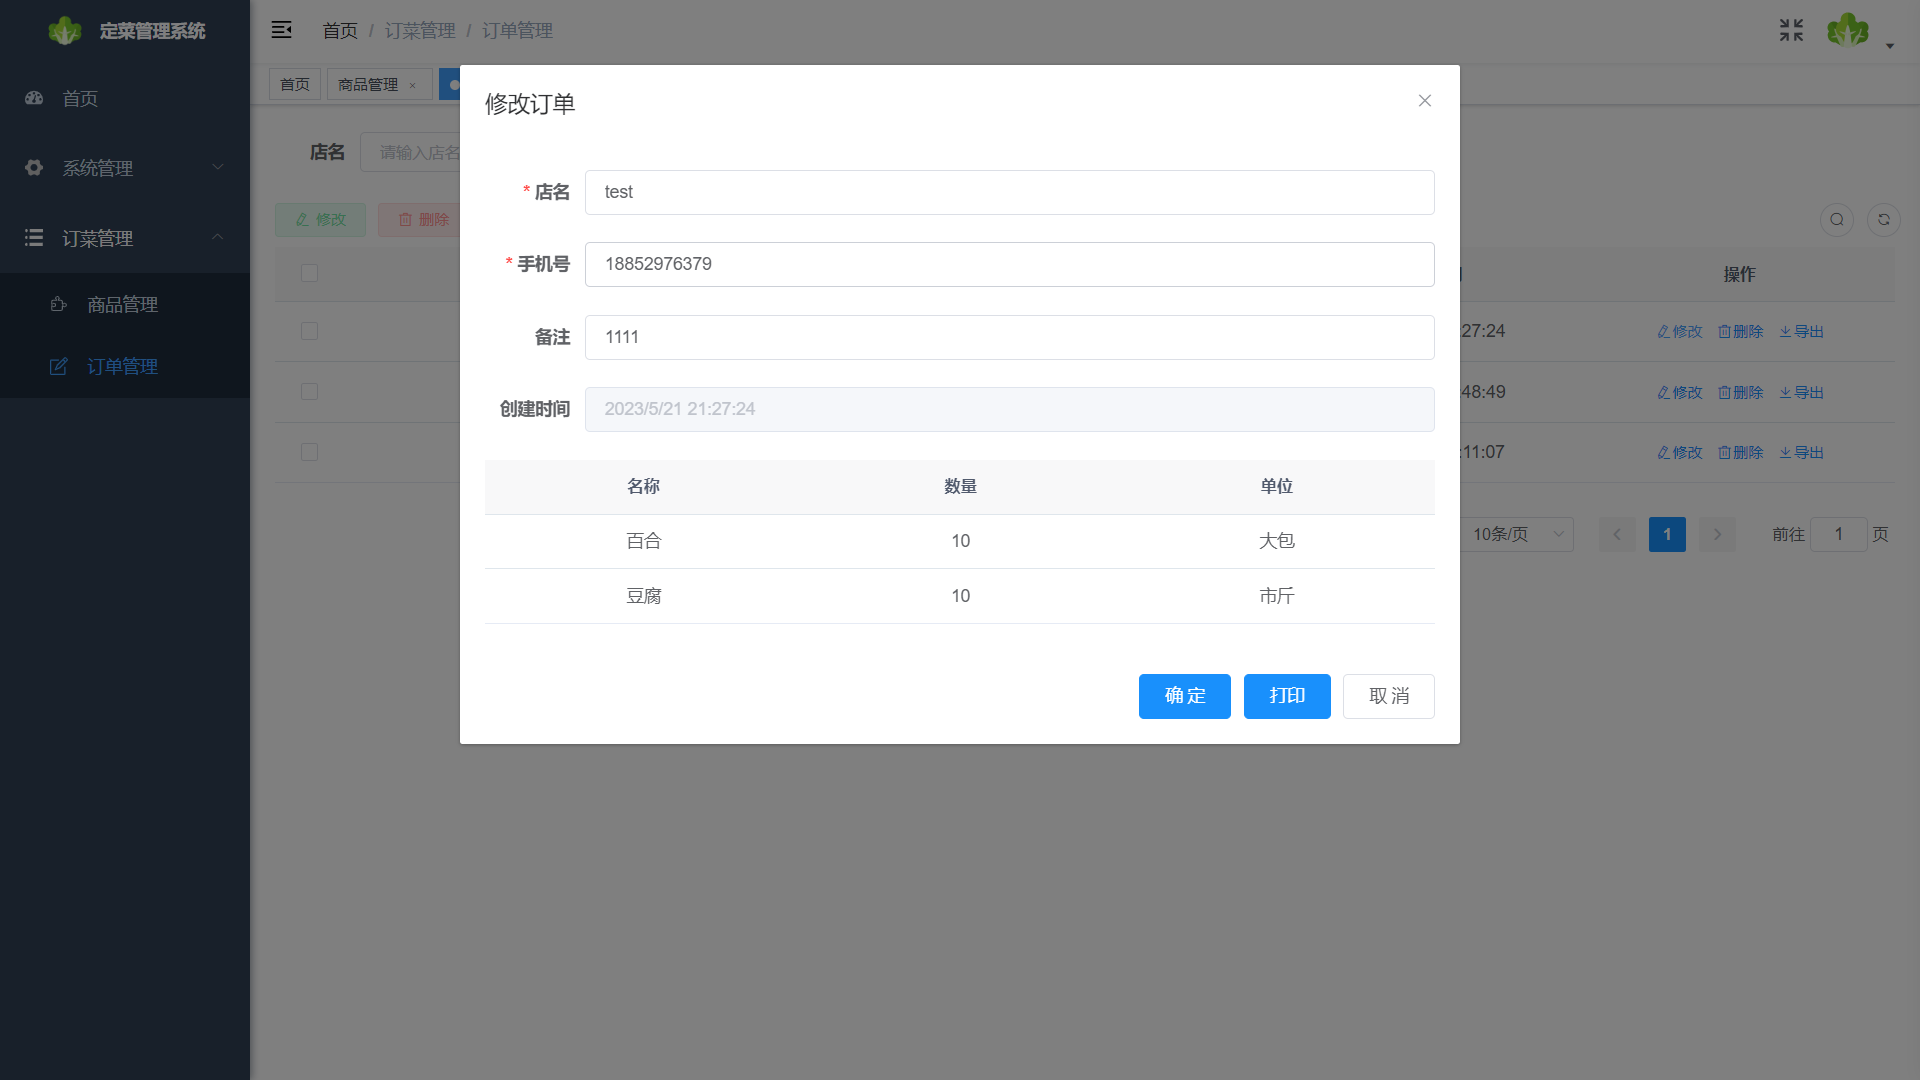 定菜管理系统
首页
系统管理
订菜管理
商品管理
订单管理
首页 / 订菜管理 / 订单管理
首页
商品管理 ×
店名
请输入店名
修改
删除
操作
:27:24 修改 删除 导出
:48:49 修改 删除 导出
:11:07 修改 删除 导出
10条/页
1
前往 1 页
修改订单
* 店名 test
* 手机号 18852976379
备注 1111
创建时间 2023/5/21 21:27:24
名称 数量 单位
百合 10 大包
豆腐 10 市斤
确 定
打印
取 消